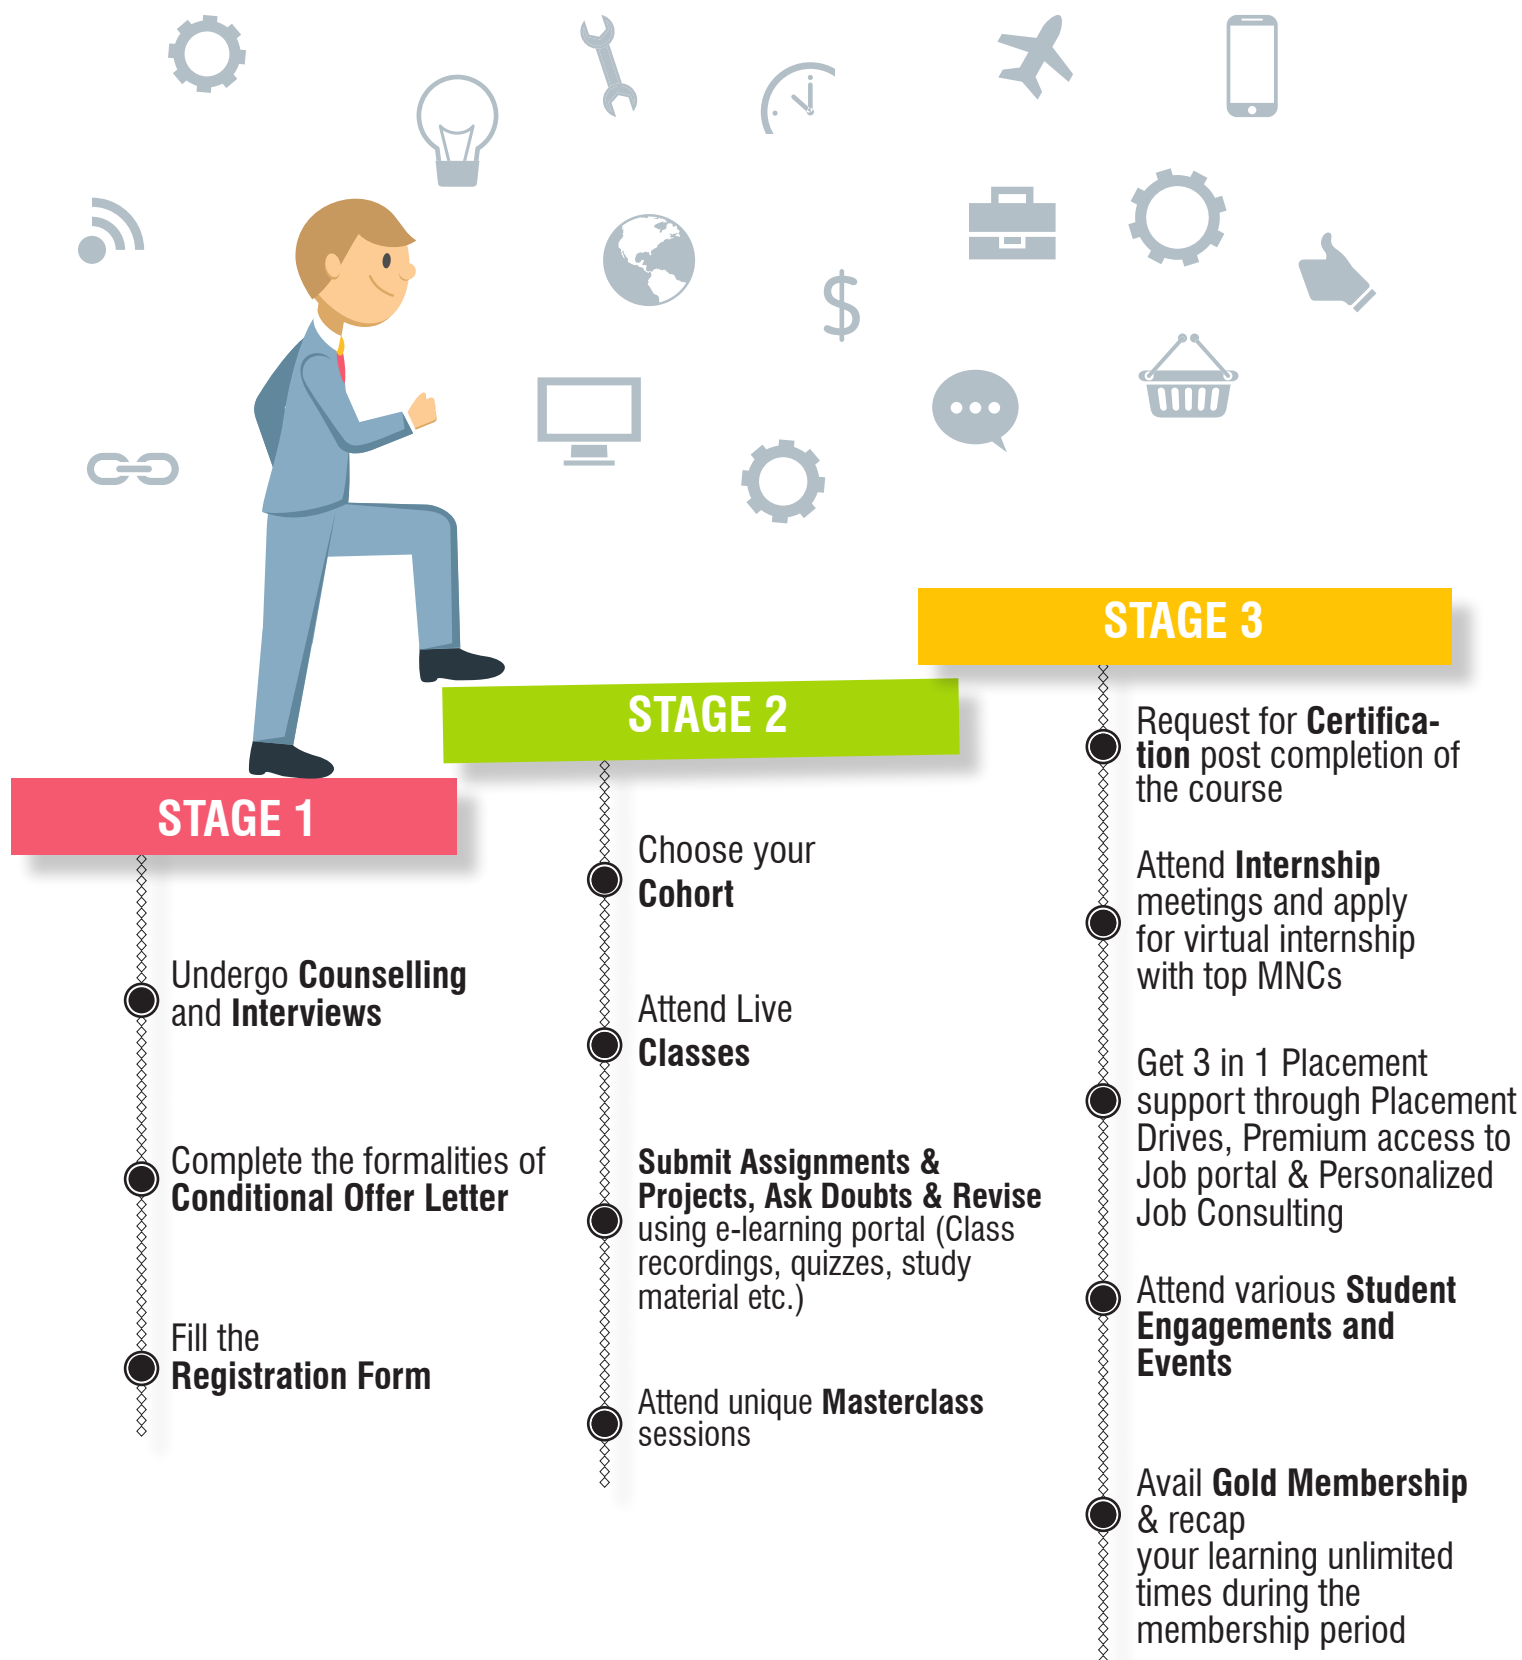 STAGE 1
Undergo Counselling
and Interviews
Complete the formalities of
Conditional Offer Letter
Fill the
Registration Form
STAGE 2
Choose your
Cohort
Attend Live
Classes
Submit Assignments &
Projects, Ask Doubts & Revise
using e-learning portal (Class
recordings, quizzes, study
material etc.)
Attend unique Masterclass
sessions
STAGE 3
Request for Certifica-
tion post completion of
the course
Attend Internship
meetings and apply
for virtual internship
with top MNCs
Get 3 in 1 Placement
support through Placement
Drives, Premium access to
Job portal & Personalized
Job Consulting
Attend various Student
Engagements and
Events
Avail Gold Membership
& recap
your learning unlimited
times during the
membership period